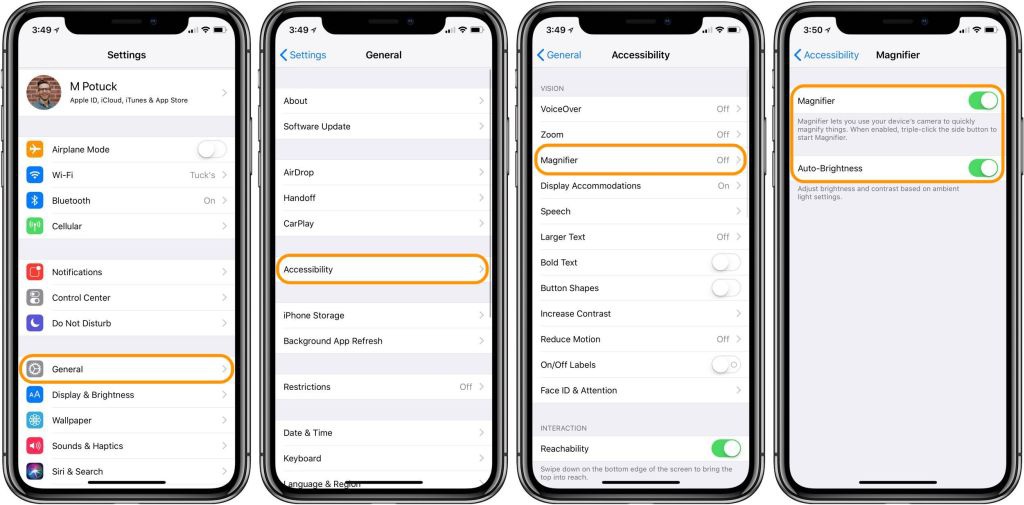 3:49
Settings
M Potuck
Apple ID, iCloud, iTunes & App Store
Airplane Mode
Wi-Fi Tuck's
Bluetooth On
Cellular
Notifications
Control Center
Do Not Disturb
General
AA Display & Brightness
Wallpaper
Sounds & Haptics
Siri & Search
3:49
Settings General
About
Software Update
AirDrop
Handoff
CarPlay
Accessibility
iPhone Storage
Background App Refresh
Restrictions Off
Date & Time
Keyboard
Language & Region
3:49
General Accessibility
VISION
VoiceOver Off
Zoom Off
Magnifier Off
Display Accommodations On
Speech
Larger Text Off
Bold Text
Button Shapes
Increase Contrast
Reduce Motion Off
On/Off Labels
Face ID & Attention
INTERACTION
Reachability
Swipe down on the bottom edge of the screen to bring the
top into reach.
3:50
Accessibility Magnifier
Magnifier
Magnifier lets you use your device's camera to quickly
magnify things. When enabled, triple-click the side button to
start Magnifier.
Auto-Brightness
Adjust brightness and contrast based on ambient
light settings.